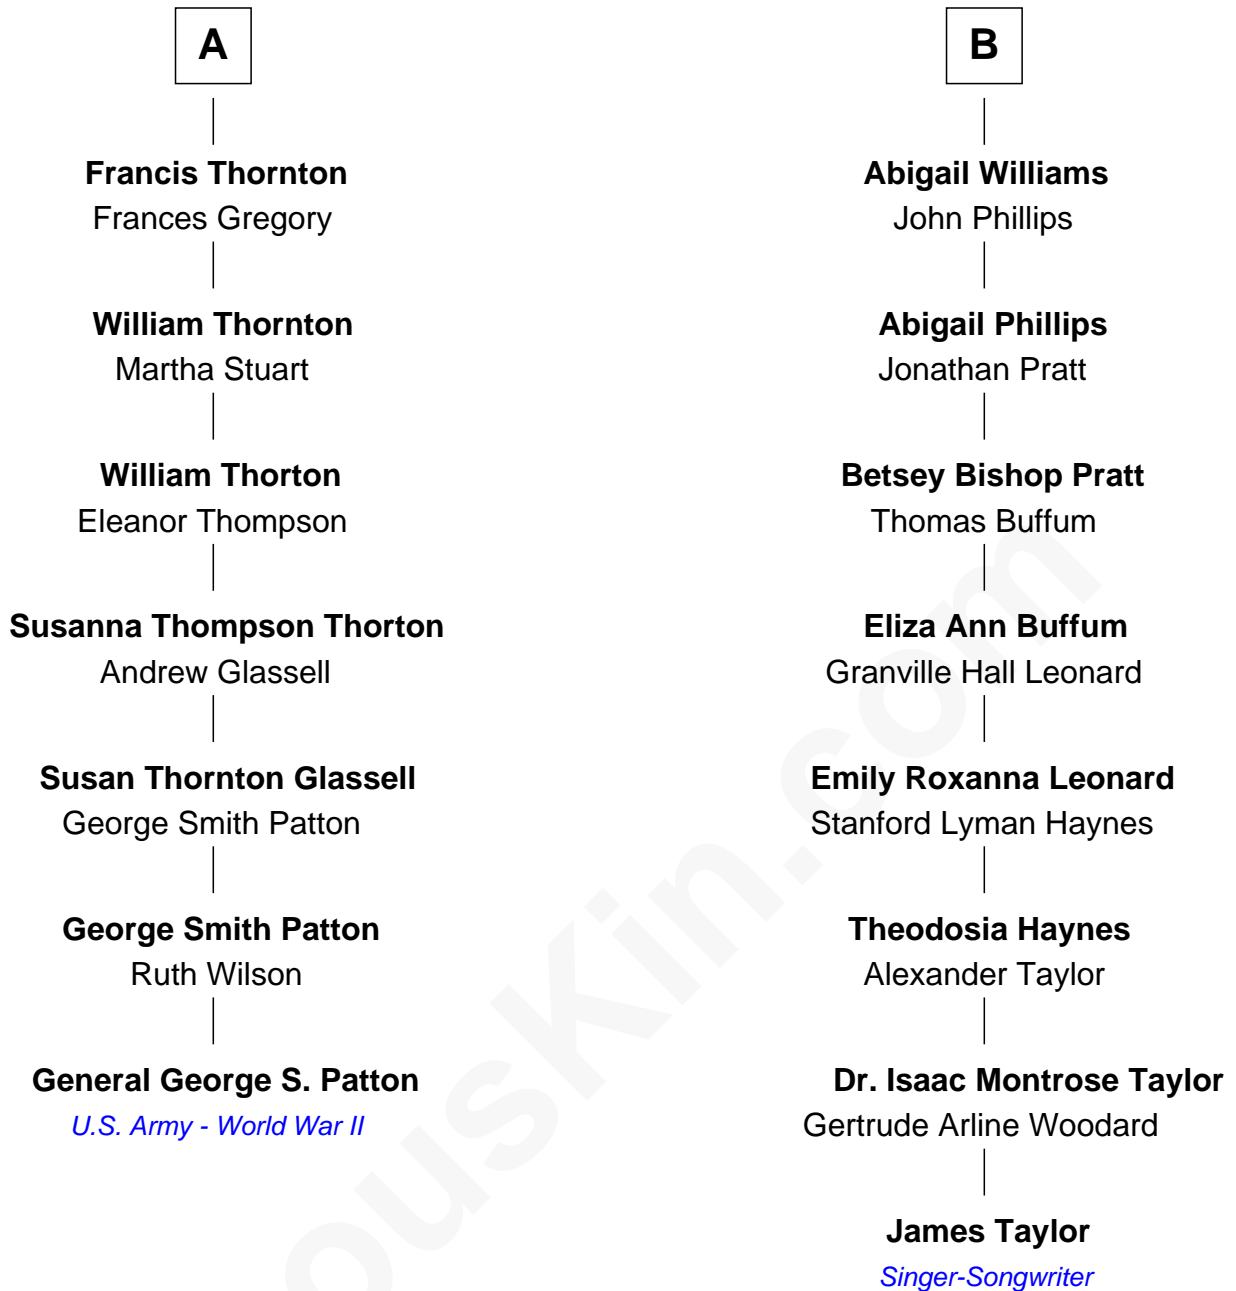 A
Francis Thornton
Frances Gregory
William Thornton
Martha Stuart
William Thorton
Eleanor Thompson
Susanna Thompson Thorton
Andrew Glassell
Susan Thornton Glassell
George Smith Patton
George Smith Patton
Ruth Wilson
General George S. Patton
U.S. Army - World War II
B
Abigail Williams
John Phillips
Abigail Phillips
Jonathan Pratt
Betsey Bishop Pratt
Thomas Buffum
Eliza Ann Buffum
Granville Hall Leonard
Emily Roxanna Leonard
Stanford Lyman Haynes
Theodosia Haynes
Alexander Taylor
Dr. Isaac Montrose Taylor
Gertrude Arline Woodard
James Taylor
Singer-Songwriter
ousKin.com